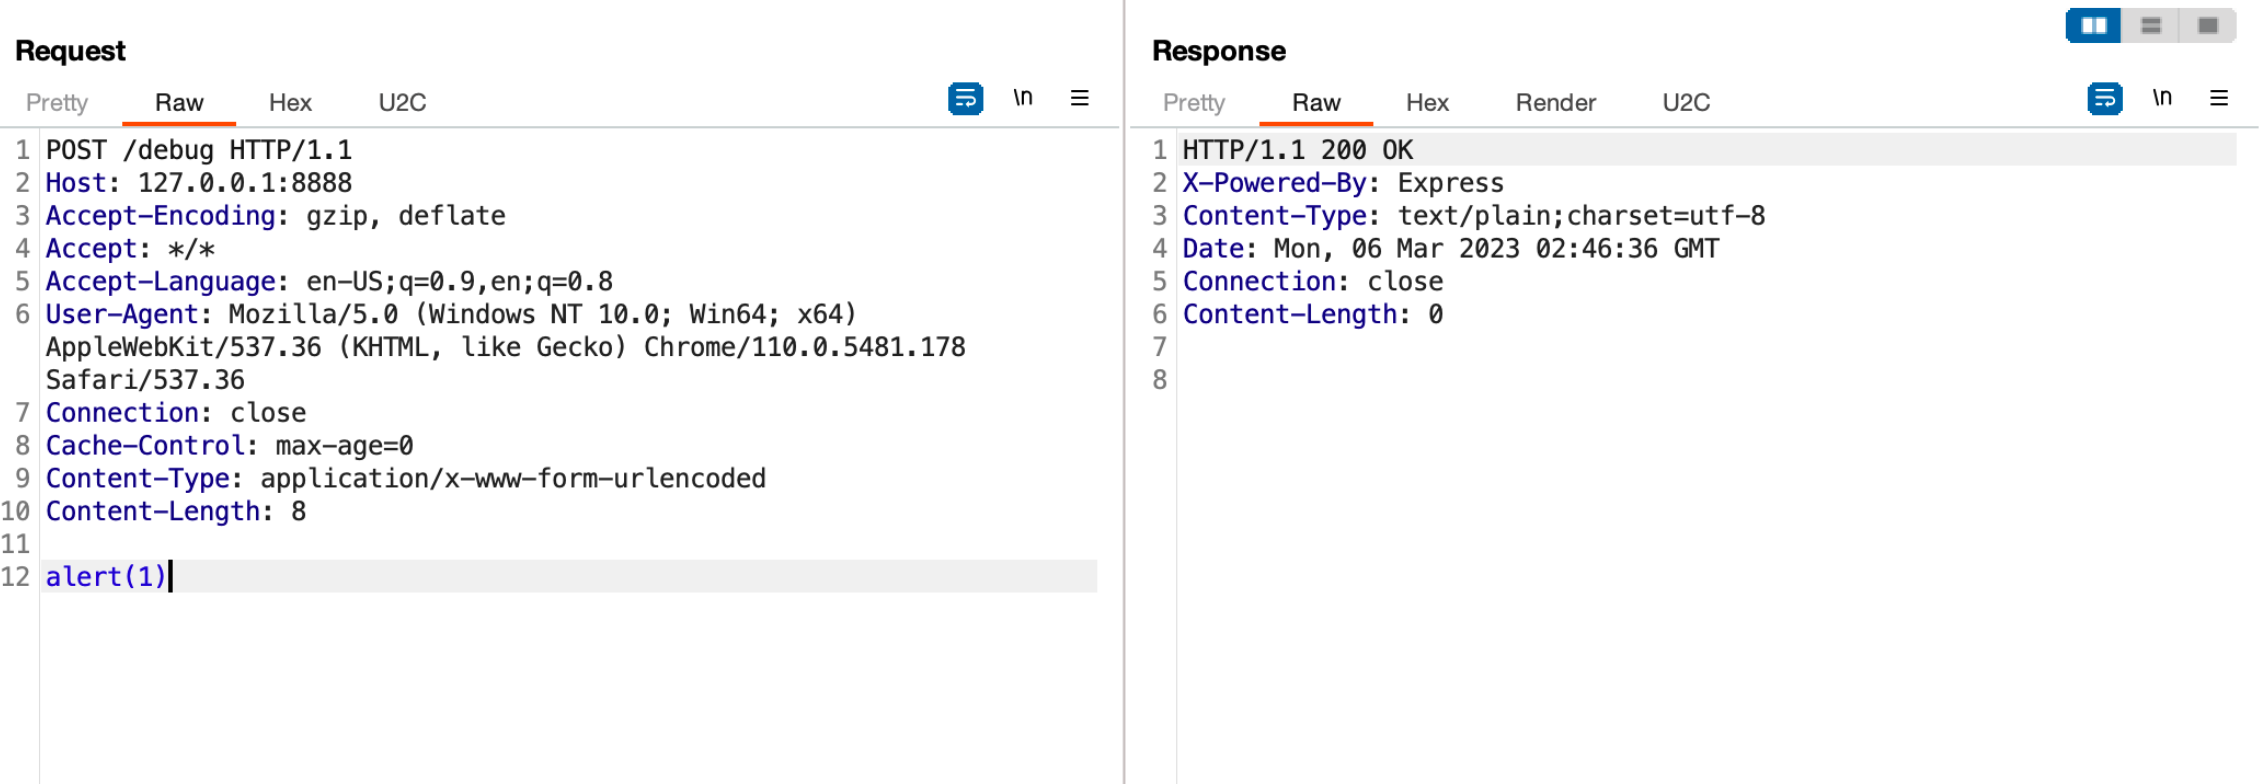 Request
Pretty Raw Hex U2C \n
1 POST /debug HTTP/1.1
2 Host: 127.0.0.1:8888
3 Accept-Encoding: gzip, deflate
4 Accept: */*
5 Accept-Language: en-US;q=0.9,en;q=0.8
6 User-Agent: Mozilla/5.0 (Windows NT 10.0; Win64; x64)
AppleWebKit/537.36 (KHTML, like Gecko) Chrome/110.0.5481.178
Safari/537.36
7 Connection: close
8 Cache-Control: max-age=0
9 Content-Type: application/x-www-form-urlencoded
10 Content-Length: 8
11
12 alert(1)
Response
Pretty Raw Hex Render U2C \n
1 HTTP/1.1 200 OK
2 X-Powered-By: Express
3 Content-Type: text/plain;charset=utf-8
4 Date: Mon, 06 Mar 2023 02:46:36 GMT
5 Connection: close
6 Content-Length: 0
7
8